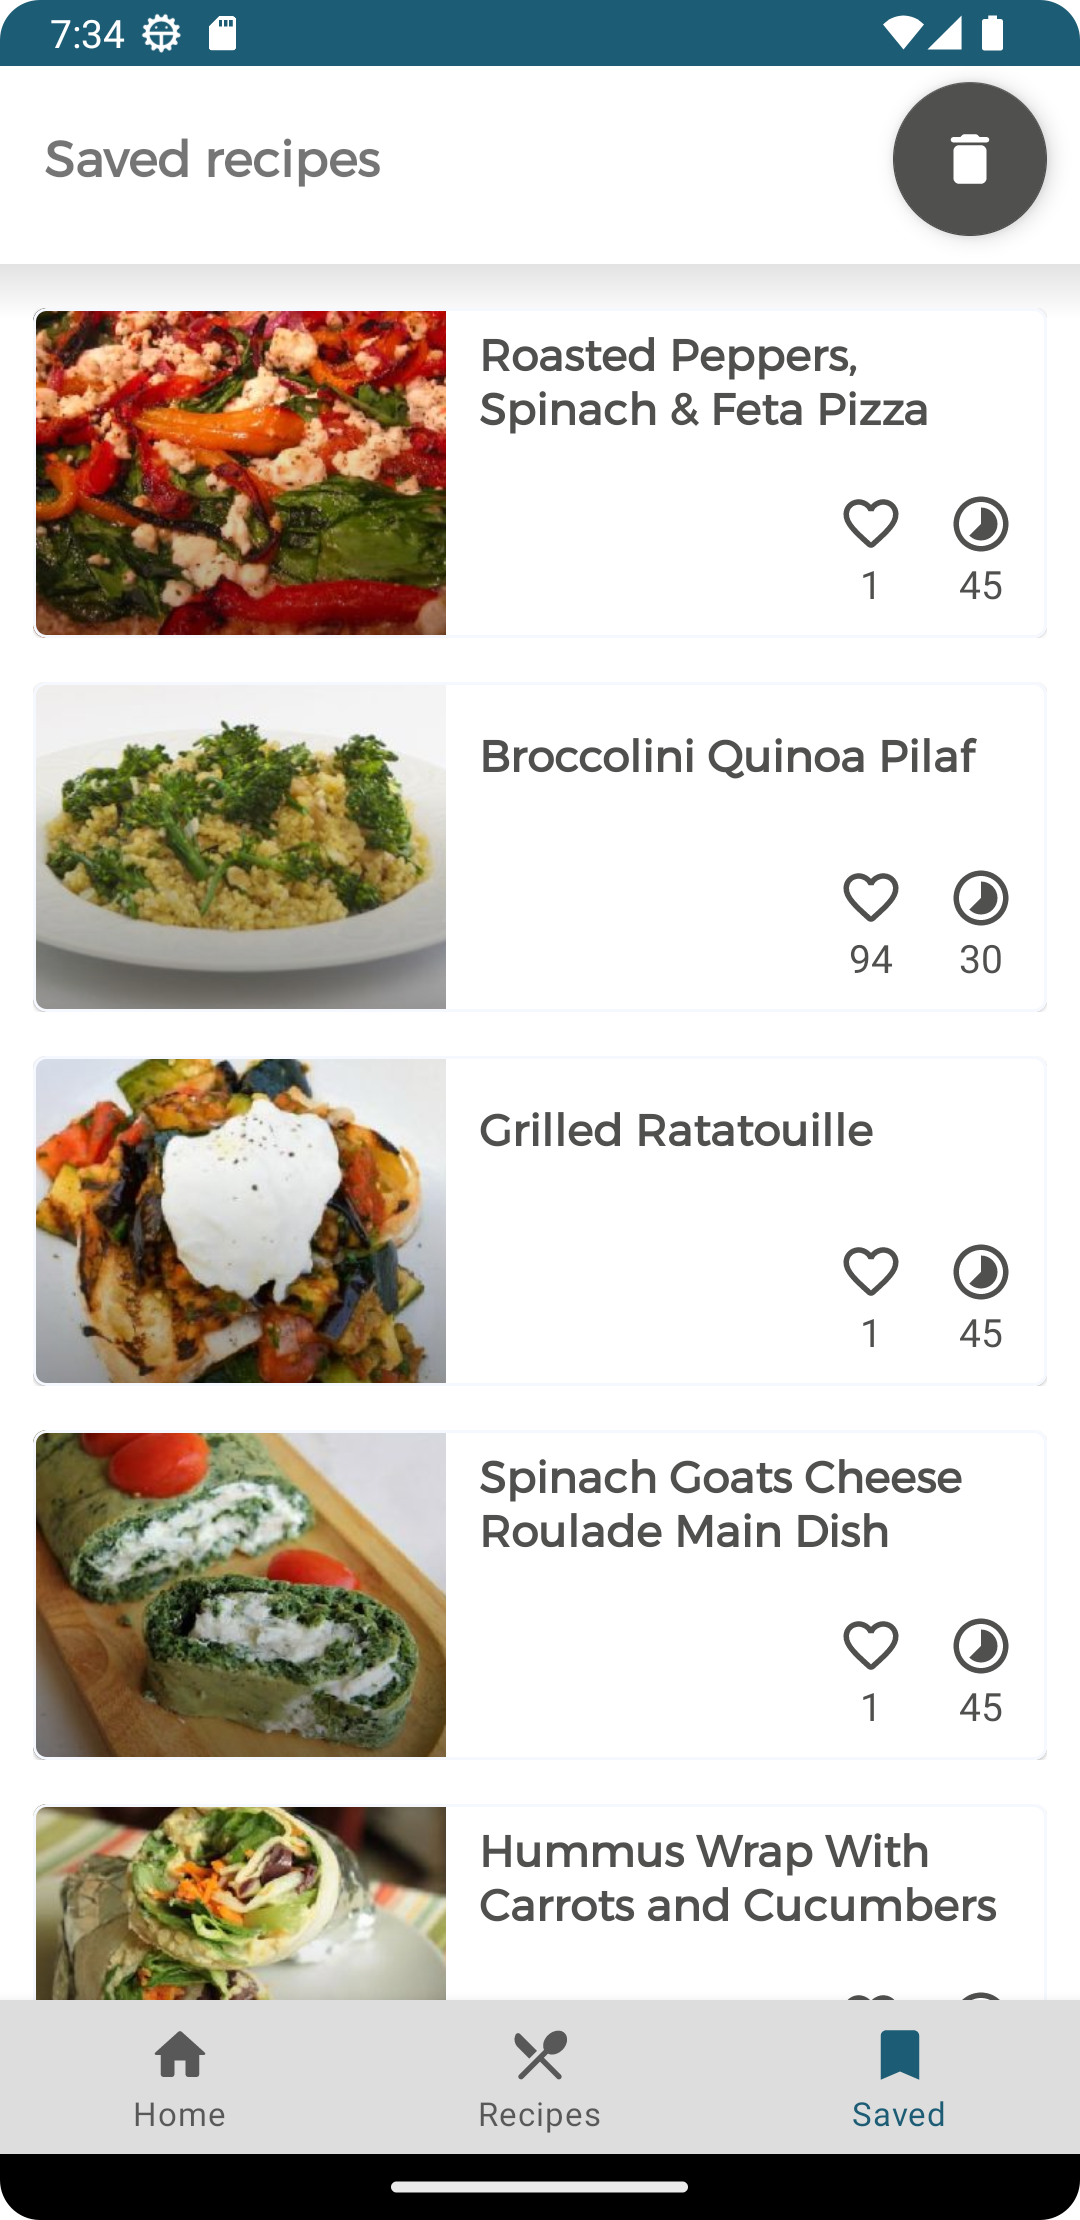 7:34
Saved recipes
Roasted Peppers,
Spinach & Feta Pizza
1
45
Broccolini Quinoa Pilaf
94
30
Grilled Ratatouille
1
45
Spinach Goats Cheese
Roulade Main Dish
1
45
Hummus Wrap With
Carrots and Cucumbers
Home
Recipes
Saved